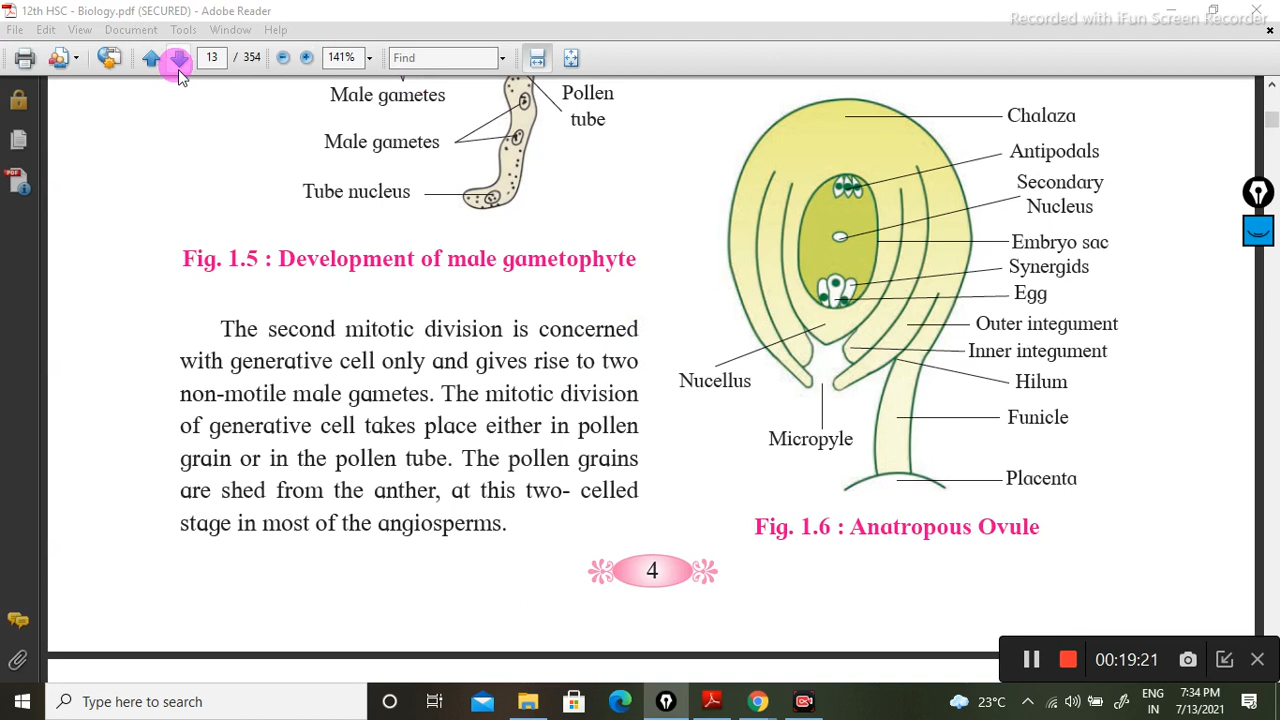 12th HSC - Biology.pdf (SECURED) - Adobe Reader
Recorded with iFun Screen Recorder
File Edit View Document Tools Window Help
13 / 354 141% Find
Male gametes
Pollen
tube
Male gametes
Tube nucleus
Fig. 1.5 : Development of male gametophyte
The second mitotic division is concerned
with generative cell only and gives rise to two
non-motile male gametes. The mitotic division
of generative cell takes place either in pollen
grain or in the pollen tube. The pollen grains
are shed from the anther, at this two- celled
stage in most of the angiosperms.
Chalaza
Antipodals
Secondary
Nucleus
Embryo sac
Synergids
Egg
Outer integument
Inner integument
Nucellus
Hilum
Funicle
Micropyle
Placenta
Fig. 1.6 : Anatropous Ovule
4
00:19:21
Type here to search
23°C
ENG
IN
7:34 PM
7/13/2021